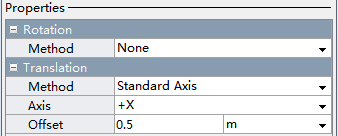 Properties
Rotation
Method None
Translation
Method Standard Axis
Axis +X
Offset 0.5 m